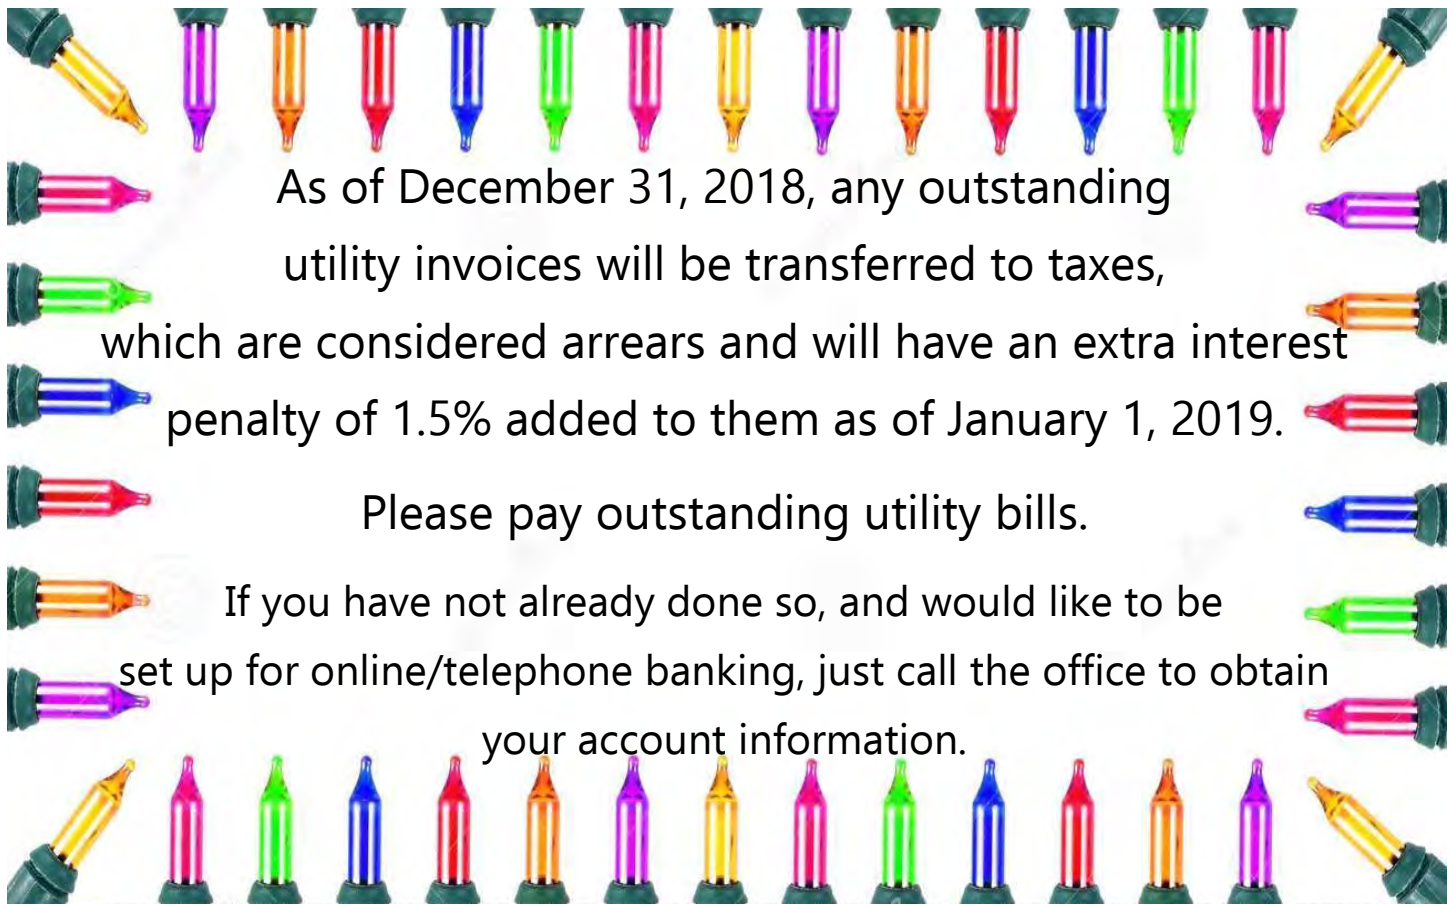 As of December 31, 2018, any outstanding
utility invoices will be transferred to taxes,
which are considered arrears and will have an extra interest
penalty of 1.5% added to them as of January 1, 2019.
Please pay outstanding utility bills.
If you have not already done so, and would like to be
set up for online/telephone banking, just call the office to obtain
your account information.